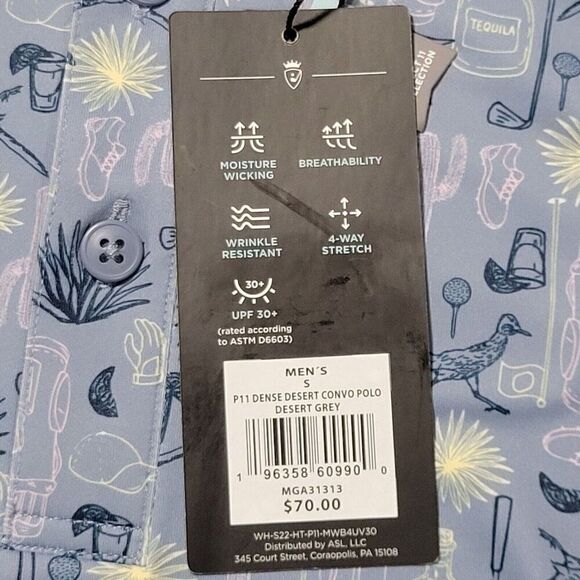 TEQUILA
MOISTURE
WICKING
BREATHABILITY
WRINKLE
RESISTANT
4-WAY
STRETCH
30+
UPF 30+
(rated according
to ASTM D6603)
MEN´S
S
P11 DENSE DESERT CONVO POLO
DESERT GREY
1 96358 60990 0
MGA31313
$70.00
WH-S22-HT-P11-MWB4UV30
Distributed by ASL, LLC
345 Court Street, Coraopolis, PA 15108